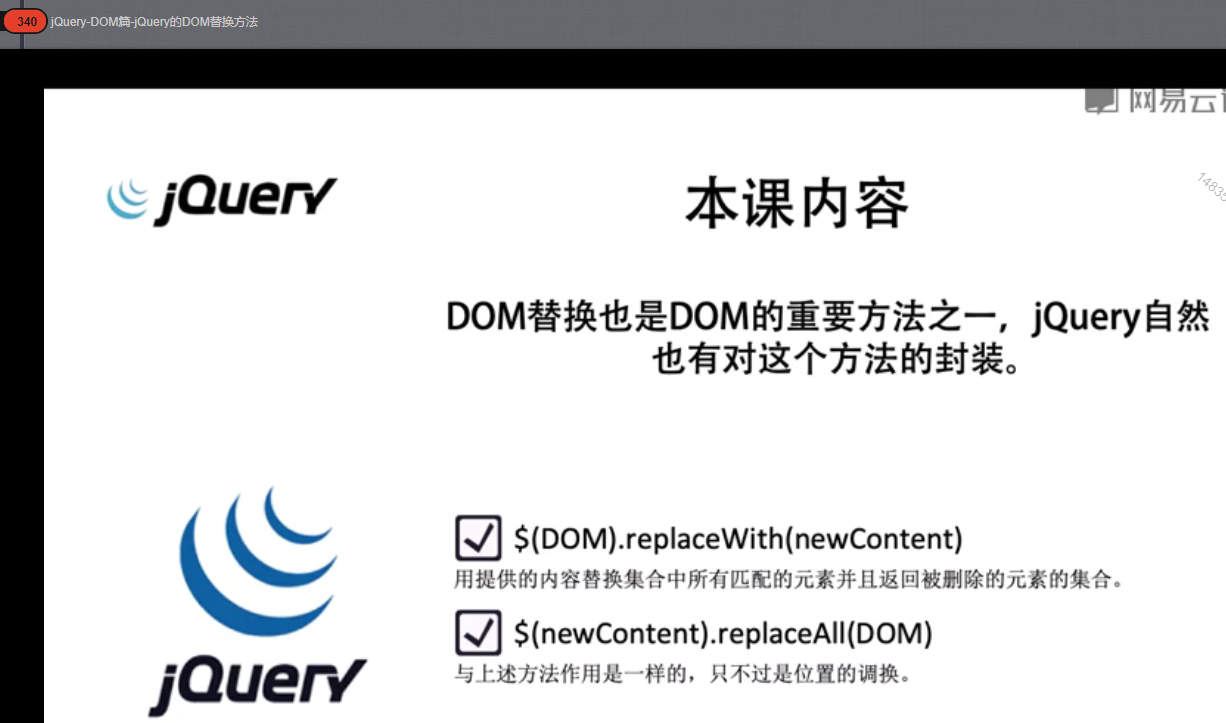 340 jQuery-DOM篇-jQuery的DOM替换方法
网易云
14835
jQuery
本课内容
DOM替换也是DOM的重要方法之一，jQuery自然
也有对这个方法的封装。
$(DOM).replaceWith(newContent)
用提供的内容替换集合中所有匹配的元素并且返回被删除的元素的集合。
$(newContent).replaceAll(DOM)
与上述方法作用是一样的，只不过是位置的调换。
jQuery